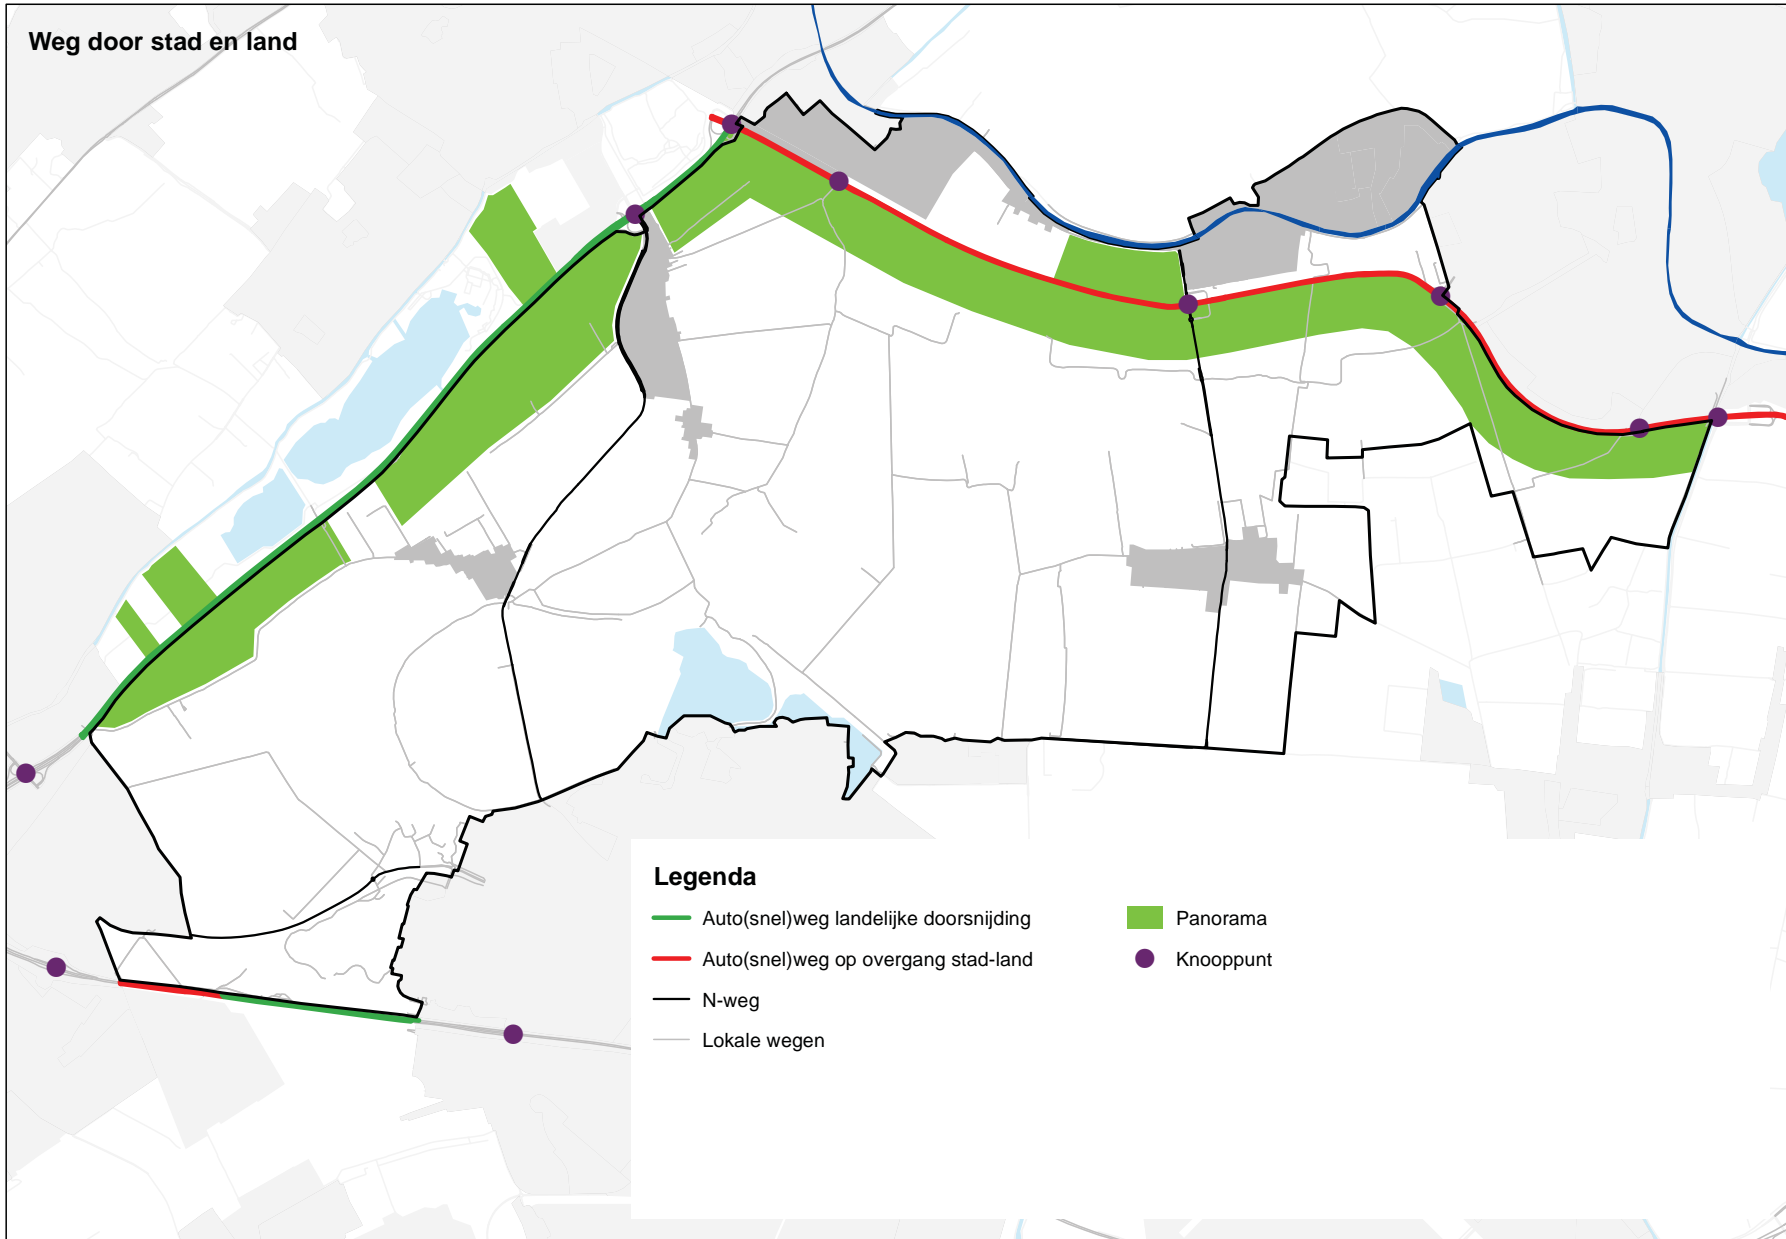 Weg door stad en land
Legenda
Auto(snel)weg landelijke doorsnijding
Auto(snel)weg op overgang stad-land
N-weg
Lokale wegen
Panorama
Knooppunt